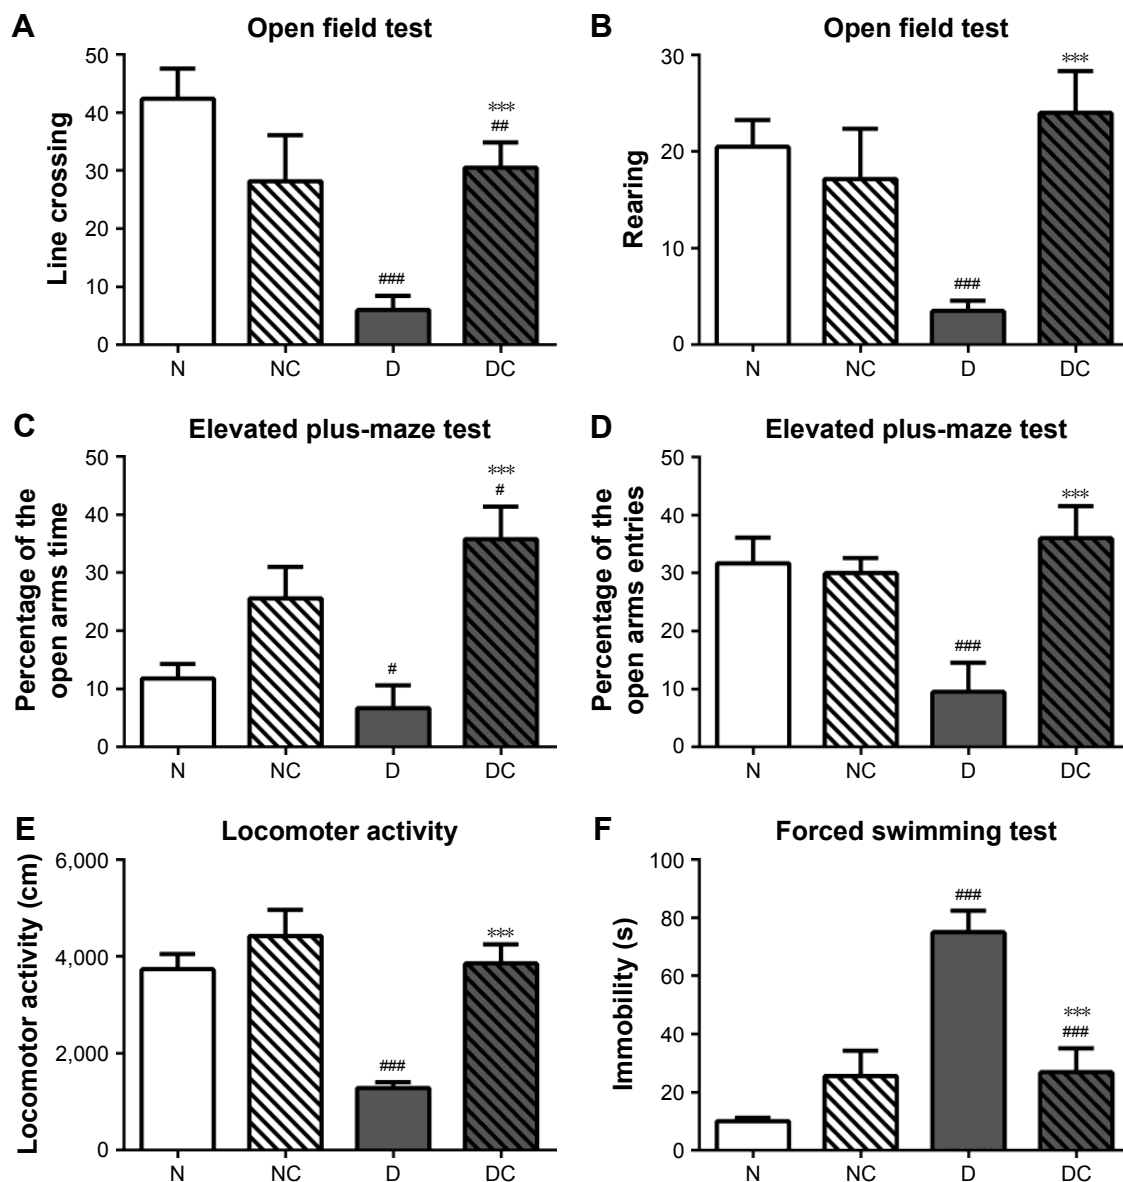 A
Open field test
Line crossing
50
40
30
20
10
0
***
##
###
N NC D DC
B
Open field test
Rearing
30
20
10
0
***
###
N NC D DC
C
Elevated plus-maze test
Percentage of the
open arms time
50
40
30
20
10
0
***
#
#
N NC D DC
D
Elevated plus-maze test
Percentage of the
open arms entries
50
40
30
20
10
0
***
###
N NC D DC
E
Locomoter activity
Locomotor activity (cm)
6,000
4,000
2,000
0
***
###
N NC D DC
F
Forced swimming test
Immobility (s)
100
80
60
40
20
0
###
***
###
N NC D DC